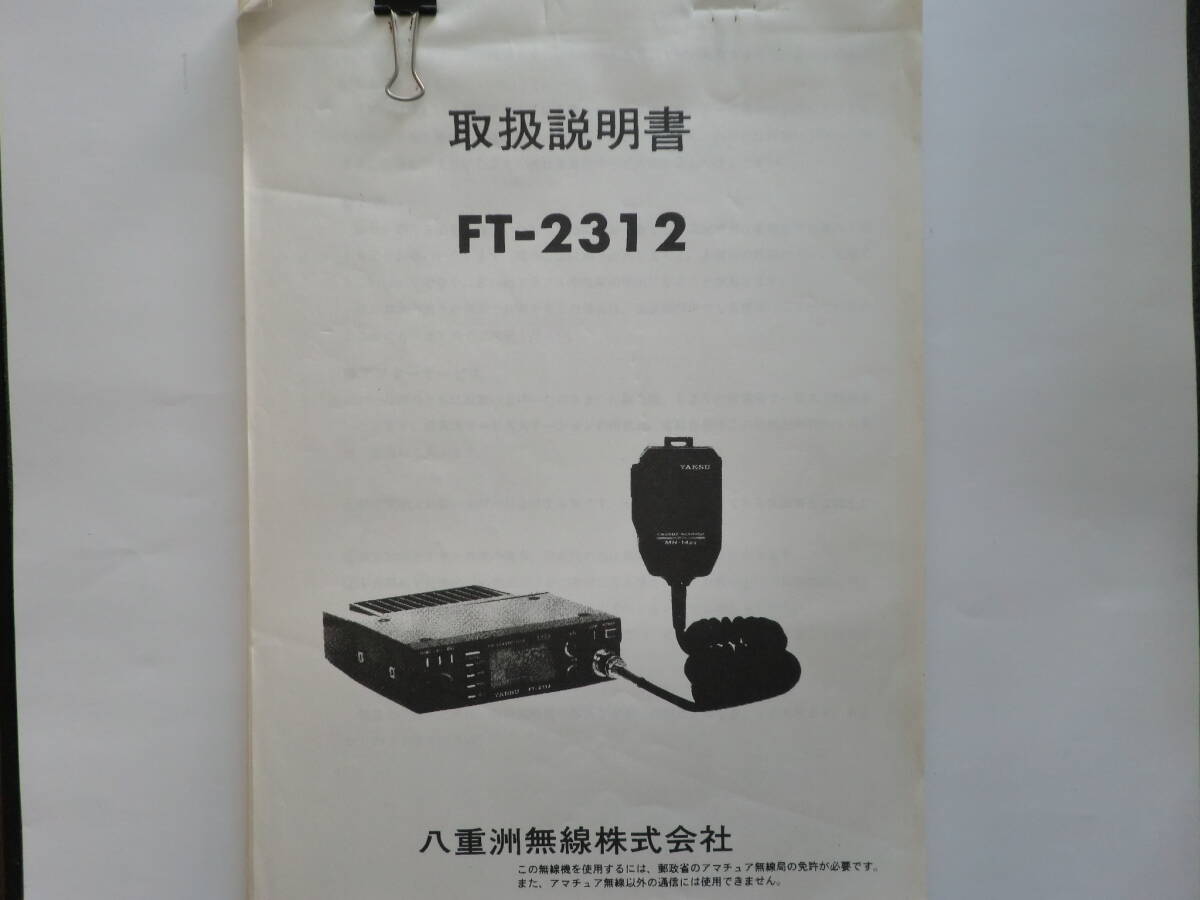 取扱説明書
FT-2312
YAESU
MH-14
YAESU
八重洲無線株式会社
この無線機を使用するには、郵政省のアマチュア無線局の免許が必要です。
また、アマチュア無線以外の通信には使用できません。